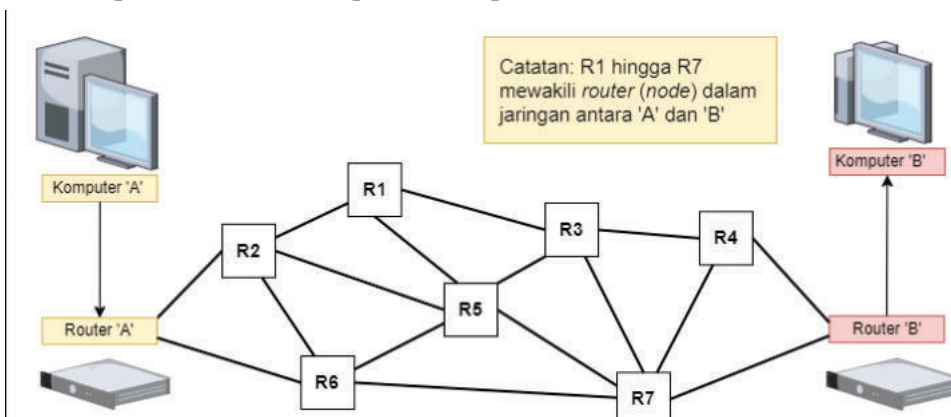 Catatan: R1 hingga R7
mewakili router (node) dalam
jaringan antara 'A' dan 'B'
Komputer 'A'
Komputer 'B'
R1
R2
R3
R4
R5
Router 'A'
Router 'B'
R6
R7